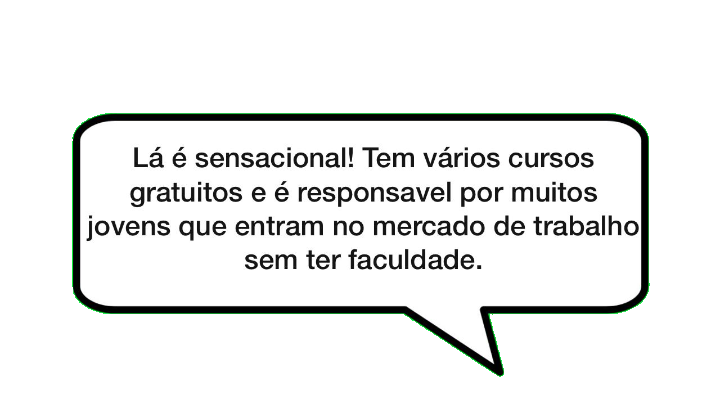 Lá é sensacional! Tem vários cursos
gratuitos e é responsavel por muitos
jovens que entram no mercado de trabalho
sem ter faculdade.